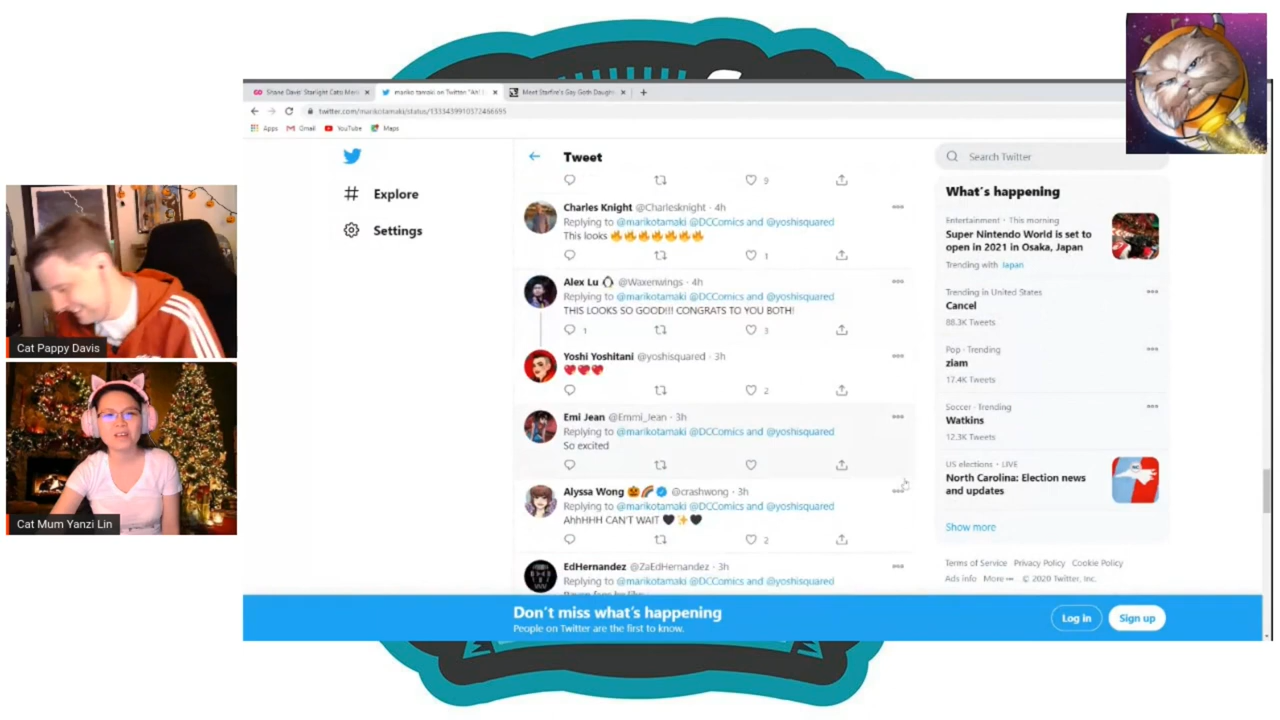 Shane Davis' Starlight Cats Meni
mariko tamaki on Twitter: "Ah! L
Meet Starfire's Gay Goth Daught
Apps
Gmail
YouTube
Maps
Tweet
Search Twitter
9
Explore
Settings
Charles Knight @Charlesknight · 4h
Replying to @marikotamaki @DCComics and @yoshisquared
This looks 🔥🔥🔥🔥🔥🔥🔥
1
Alex Lu @Waxenwings · 4h
Replying to @marikotamaki @DCComics and @yoshisquared
THIS LOOKS SO GOOD!!! CONGRATS TO YOU BOTH!
1
3
Yoshi Yoshitani @yoshisquared · 3h
❤️❤️❤️
2
Emi Jean @Emmi_Jean · 3h
Replying to @marikotamaki @DCComics and @yoshisquared
So excited
Alyssa Wong 🎃🌈 @crashwong · 3h
Replying to @marikotamaki @DCComics and @yoshisquared
AhhHHH CAN'T WAIT 🖤✨🖤
2
EdHernandez @ZaEdHernandez · 3h
Replying to @marikotamaki @DCComics and @yoshisquared
What's happening
Entertainment · This morning
Super Nintendo World is set to
open in 2021 in Osaka, Japan
Trending with Japan
Trending in United States
Cancel
88.3K Tweets
Pop · Trending
ziam
17.4K Tweets
Soccer · Trending
Watkins
12.3K Tweets
US elections · LIVE
North Carolina: Election news
and updates
Show more
Terms of Service Privacy Policy Cookie Policy
Ads info More ••• © 2020 Twitter, Inc.
Don't miss what's happening
People on Twitter are the first to know.
Log in
Sign up
Cat Pappy Davis
Cat Mum Yanzi Lin